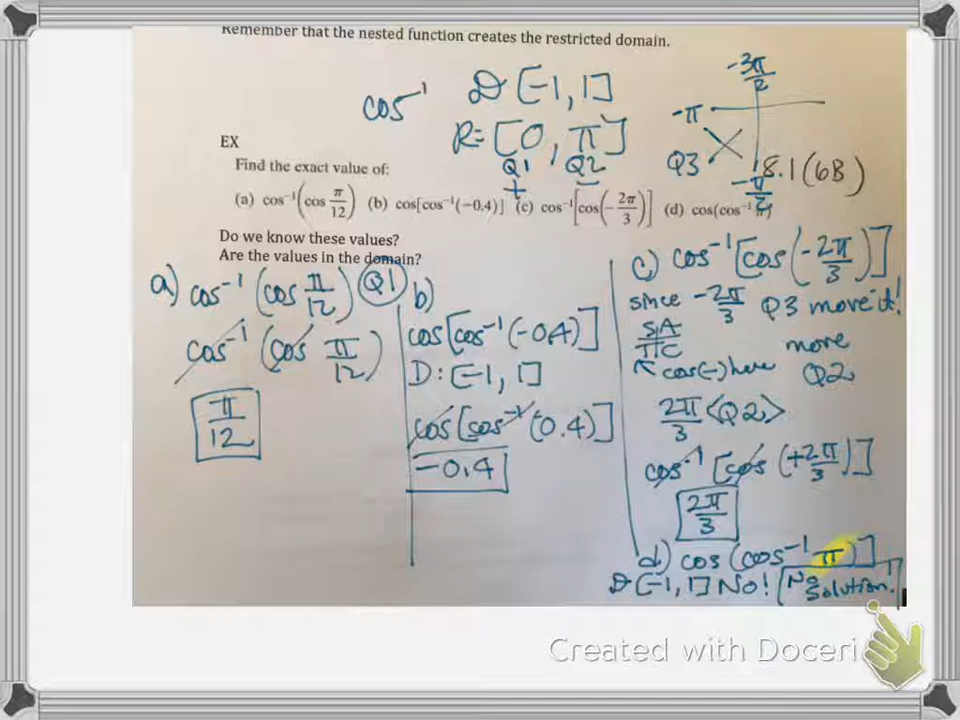 Remember that the nested function creates the restricted domain.
cos⁻¹ D [-1, 1]
R = [0, π]
Q1, Q2
+ −
-3π/2
-π
Q3
-π/2
8.1 (68)
EX
Find the exact value of:
(a) cos⁻¹(cos π/12) (b) cos[cos⁻¹(−0.4)] (c) cos⁻¹[cos(−2π/3)] (d) cos(cos⁻¹ π)
Do we know these values?
Are the values in the domain?
a) cos⁻¹ (cos π/12) Q1
cos⁻¹ (cos π/12)
π/12
b)
cos[cos⁻¹(-0.4)]
D: [-1, 1]
cos[cos⁻¹(0.4)]
-0.4
c) cos⁻¹[cos(-2π/3)]
since -2π/3 Q3 move it!
S|A
T|C
cos(-) here
move
Q2
2π/3 <Q2>
cos⁻¹[cos(+2π/3)]
2π/3
d) cos(cos⁻¹ π)]
D [-1, 1] No! No Solution.
Created with Doceri